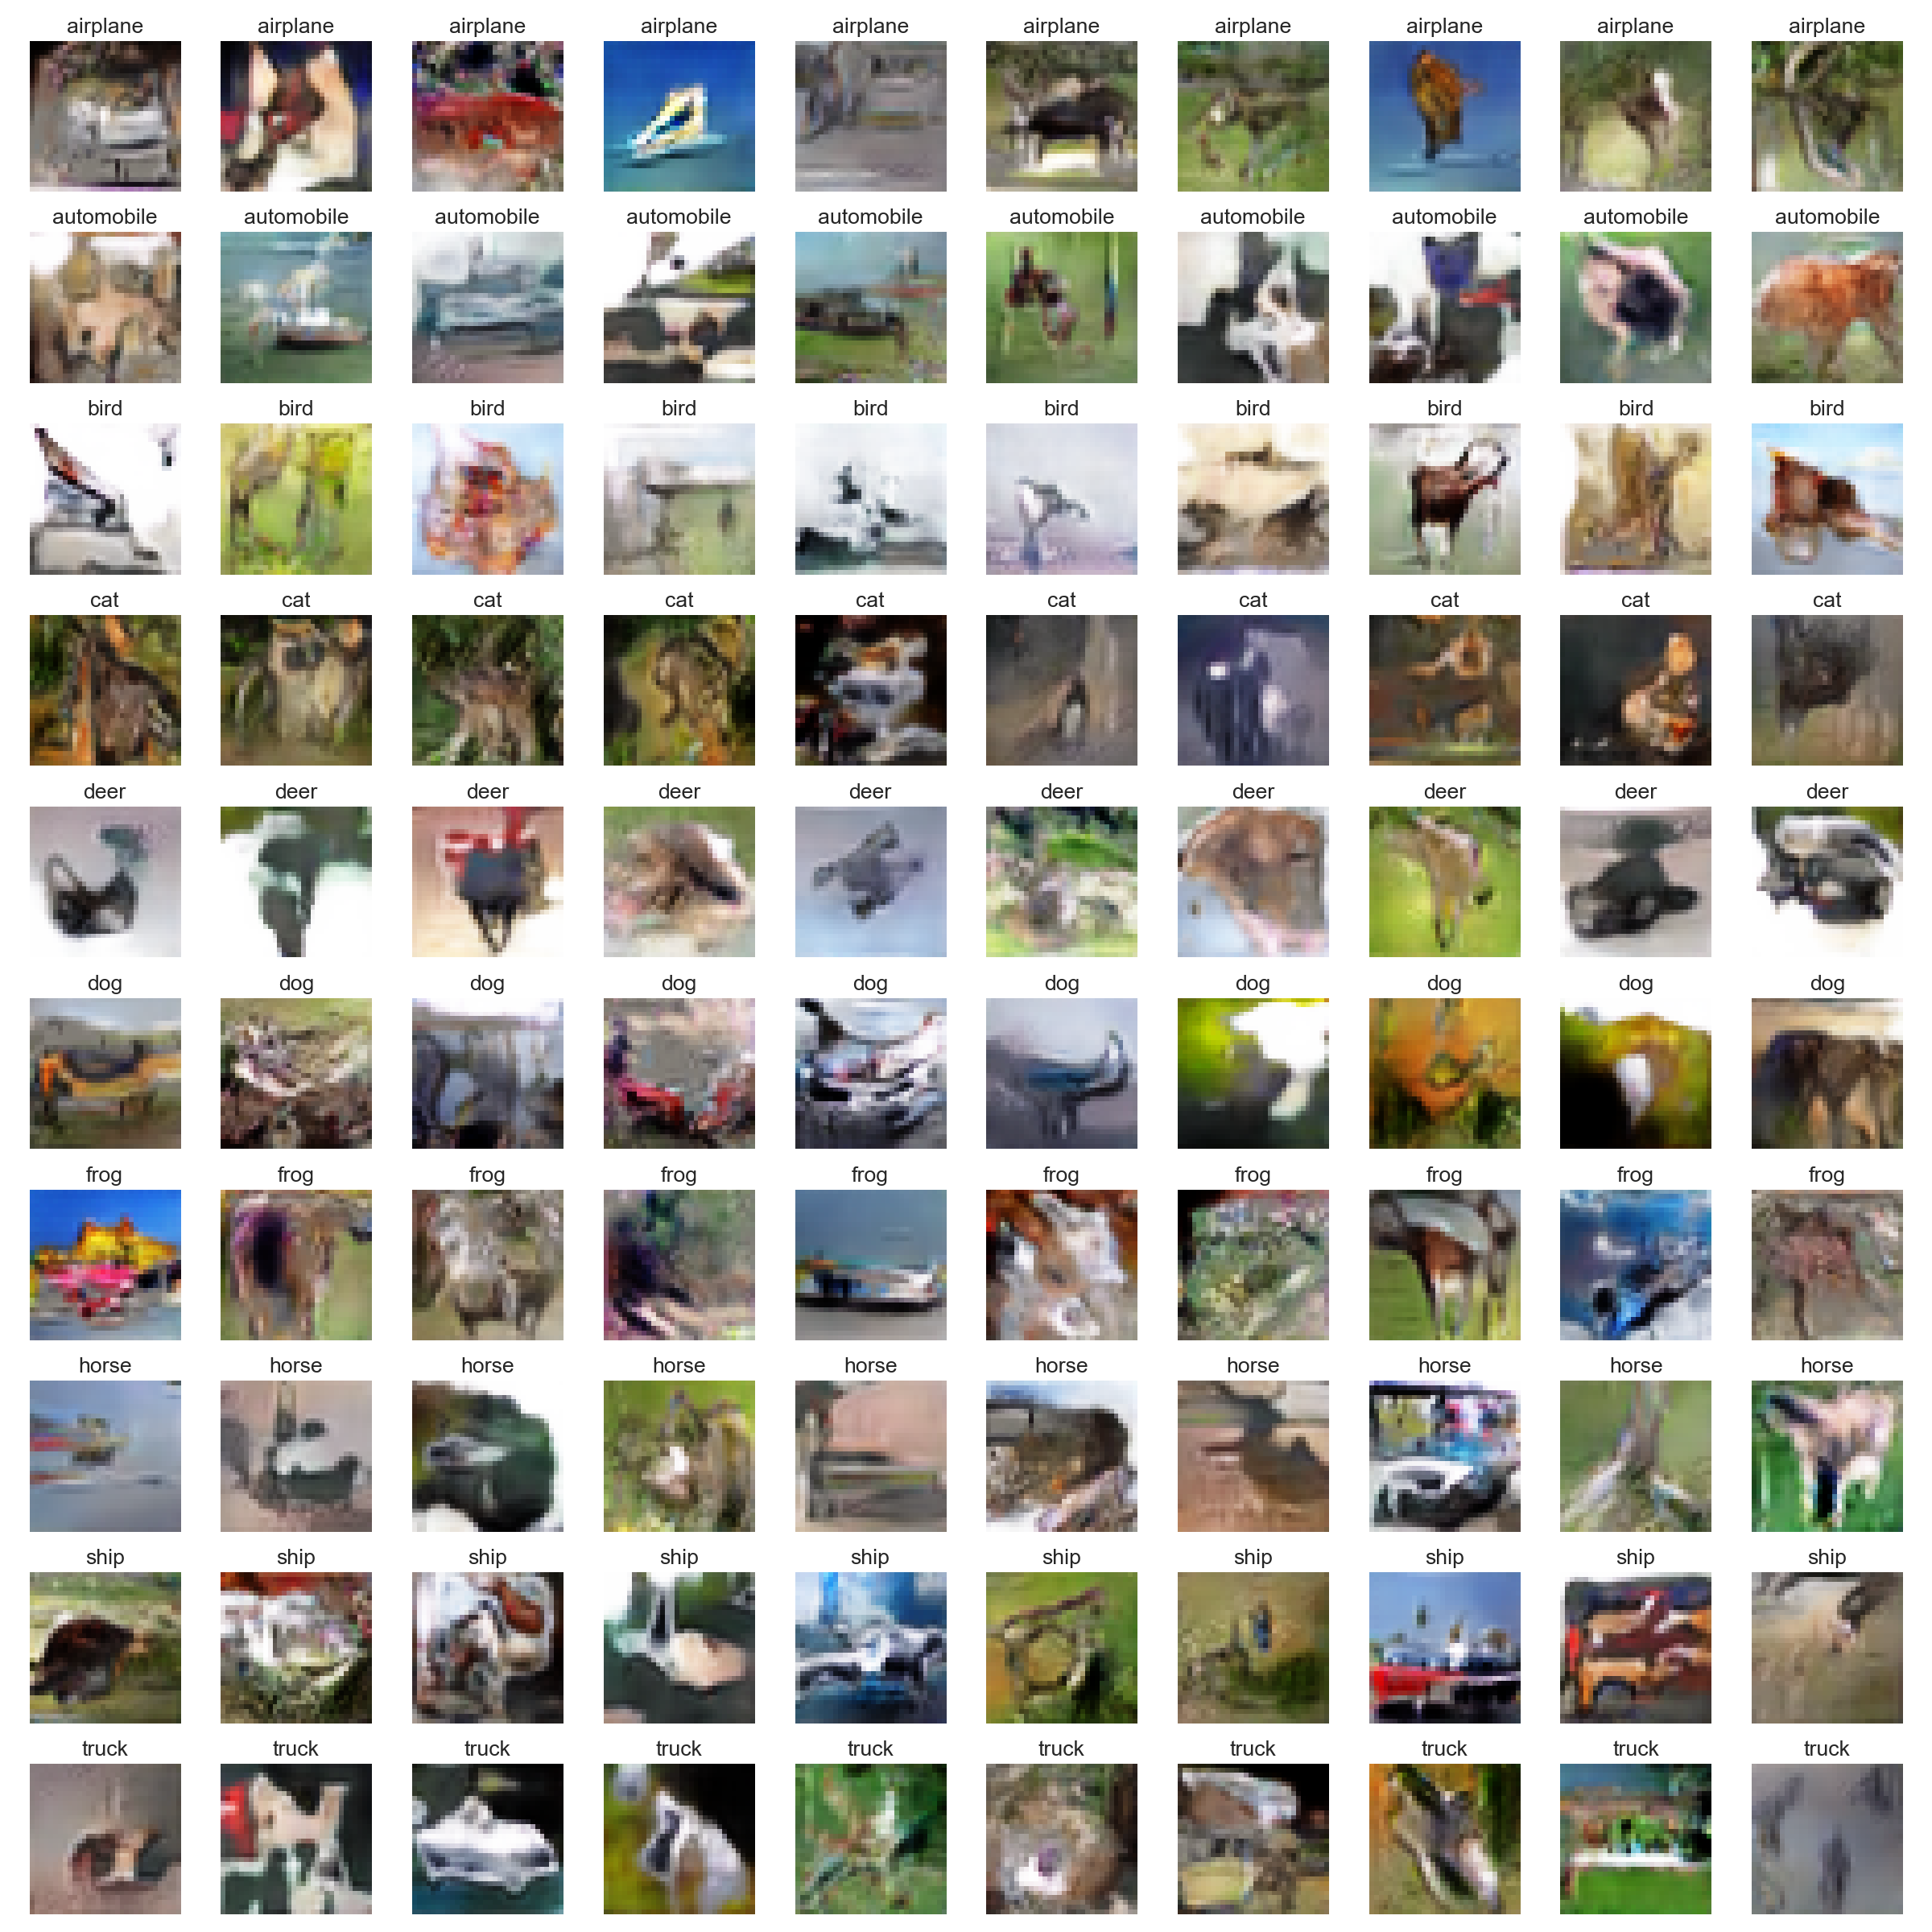 airplane airplane airplane airplane airplane airplane airplane airplane airplane airplane
automobile automobile automobile automobile automobile automobile automobile automobile automobile automobile
bird bird bird bird bird bird bird bird bird bird
cat cat cat cat cat cat cat cat cat cat
deer deer deer deer deer deer deer deer deer deer
dog dog dog dog dog dog dog dog dog dog
frog frog frog frog frog frog frog frog frog frog
horse horse horse horse horse horse horse horse horse horse
ship ship ship ship ship ship ship ship ship ship
truck truck truck truck truck truck truck truck truck truck